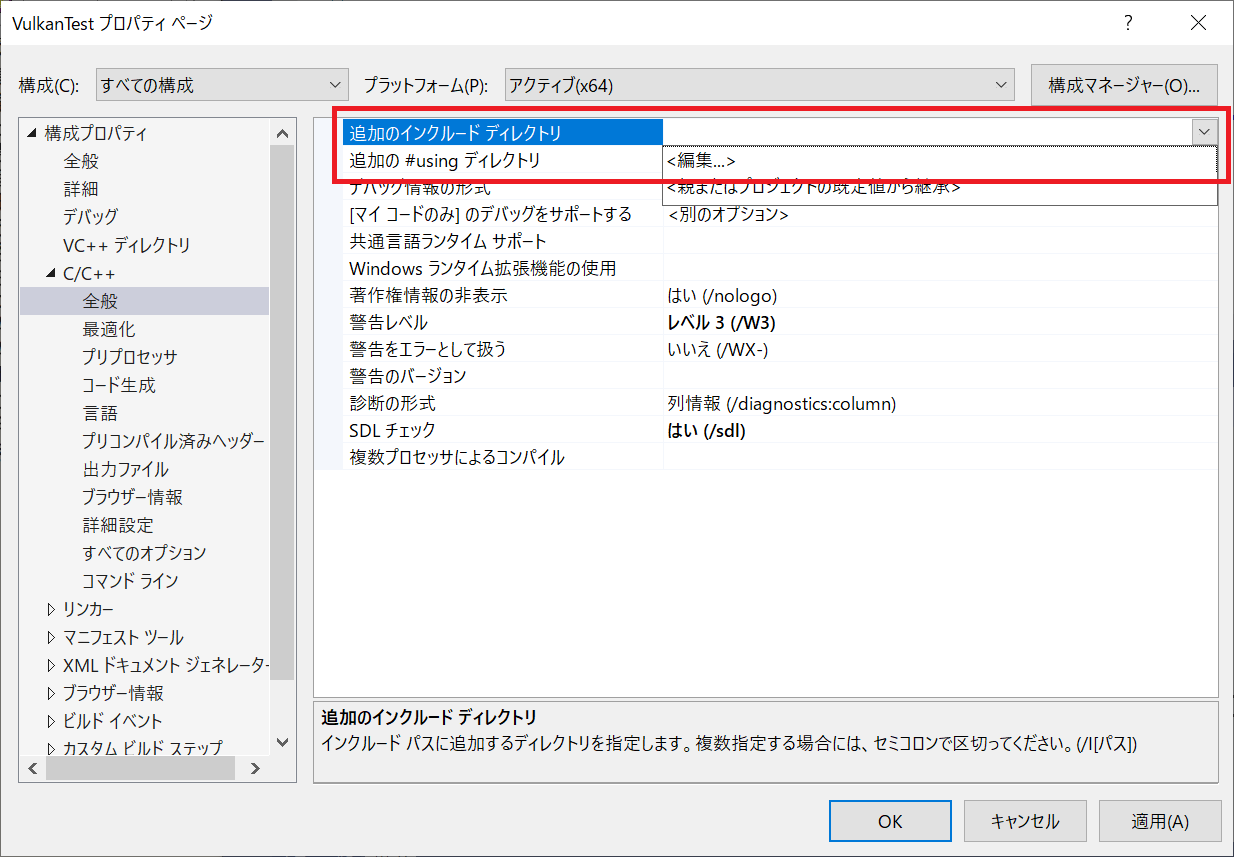 VulkanTest プロパティ ページ
?
構成(C):
すべての構成
プラットフォーム(P):
アクティブ(x64)
構成マネージャー(O)...
構成プロパティ
全般
詳細
デバッグ
VC++ ディレクトリ
C/C++
全般
最適化
プリプロセッサ
コード生成
言語
プリコンパイル済みヘッダー
出力ファイル
ブラウザー情報
詳細設定
すべてのオプション
コマンド ライン
リンカー
マニフェスト ツール
XML ドキュメント ジェネレーター
ブラウザー情報
ビルド イベント
カスタム ビルド ステップ
追加のインクルード ディレクトリ
追加の #using ディレクトリ
<編集...>
デバッグ情報の形式
<親またはプロジェクトの既定値から継承>
[マイ コードのみ] のデバッグをサポートする
<別のオプション>
共通言語ランタイム サポート
Windows ランタイム拡張機能の使用
著作権情報の非表示
はい (/nologo)
警告レベル
レベル 3 (/W3)
警告をエラーとして扱う
いいえ (/WX-)
警告のバージョン
診断の形式
列情報 (/diagnostics:column)
SDL チェック
はい (/sdl)
複数プロセッサによるコンパイル
追加のインクルード ディレクトリ
インクルード パスに追加するディレクトリを指定します。複数指定する場合には、セミコロンで区切ってください。(/I[パス])
OK
キャンセル
適用(A)